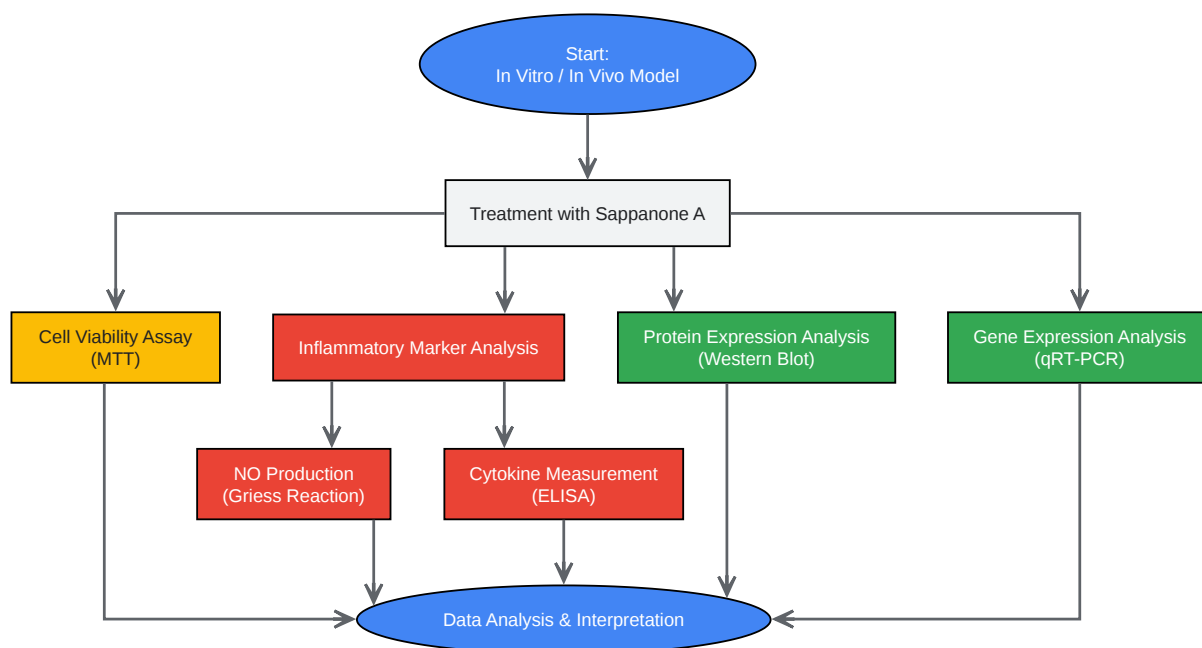 Start:
In Vitro / In Vivo Model
Treatment with Sappanone A
Cell Viability Assay
(MTT)
Inflammatory Marker Analysis
Protein Expression Analysis
(Western Blot)
Gene Expression Analysis
(qRT-PCR)
NO Production
(Griess Reaction)
Cytokine Measurement
(ELISA)
Data Analysis & Interpretation